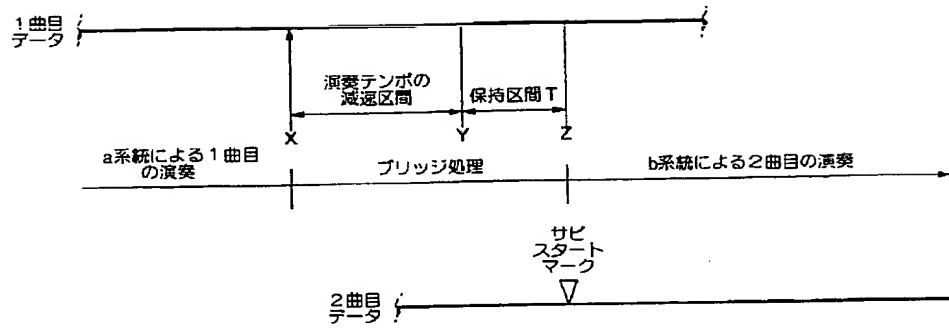 1曲目
データ
演奏テンポの
減速区間
保持区間T
X
Y
Z
a系統による1曲目
の演奏
ブリッジ処理
b系統による2曲目の演奏
サビ
スタート
マーク
2曲目
データ